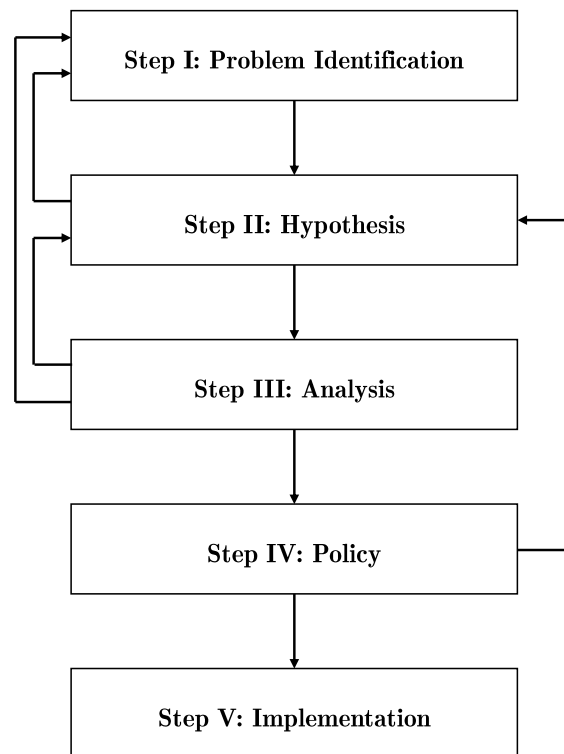 Step I: Problem Identification
Step II: Hypothesis
Step III: Analysis
Step IV: Policy
Step V: Implementation